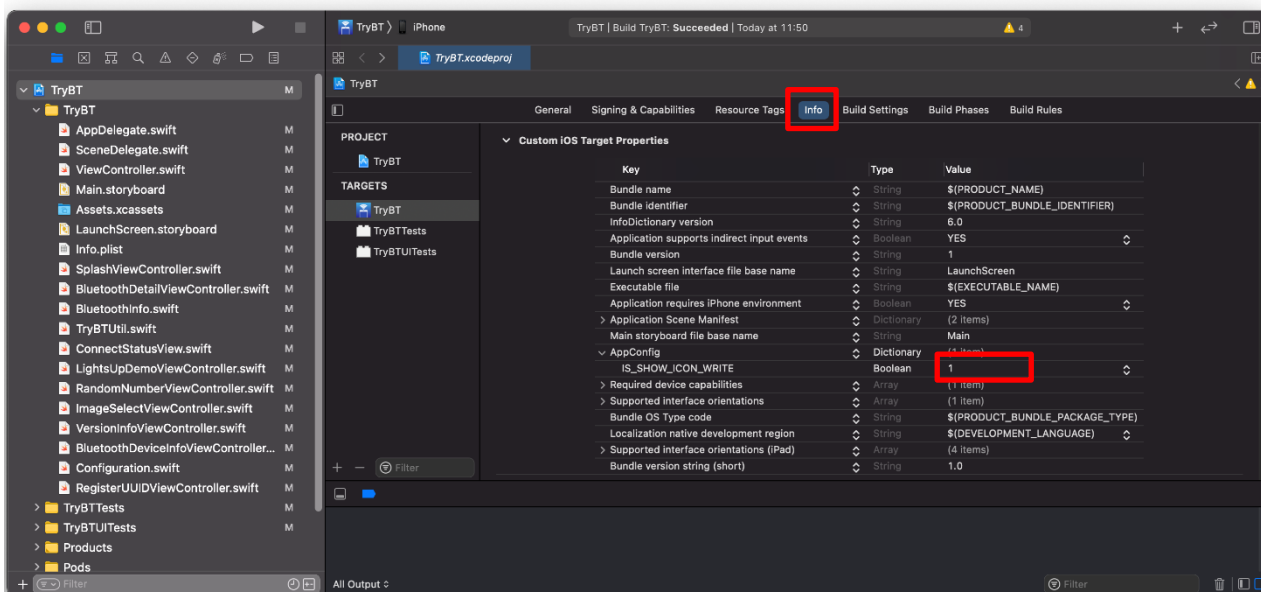 TryBT 〉 iPhone
TryBT | Build TryBT: Succeeded | Today at 11:50
4
TryBT.xcodeproj
TryBT M
TryBT
AppDelegate.swift M
SceneDelegate.swift M
ViewController.swift M
Main.storyboard M
Assets.xcassets M
LaunchScreen.storyboard M
Info.plist M
SplashViewController.swift M
BluetoothDetailViewController.swift M
BluetoothInfo.swift M
TryBTUtil.swift M
ConnectStatusView.swift M
LightsUpDemoViewController.swift M
RandomNumberViewController.swift M
ImageSelectViewController.swift M
VersionInfoViewController.swift M
BluetoothDeviceInfoViewController... M
Configuration.swift M
RegisterUUIDViewController.swift M
TryBTTests M
TryBTUITests M
Products
Pods
Filter
TryBT
General Signing & Capabilities Resource Tags Info Build Settings Build Phases Build Rules
PROJECT
TryBT
TARGETS
TryBT
TryBTTests
TryBTUITests
Filter
Custom iOS Target Properties
Key Type Value
Bundle name String $(PRODUCT_NAME)
Bundle identifier String $(PRODUCT_BUNDLE_IDENTIFIER)
InfoDictionary version String 6.0
Application supports indirect input events Boolean YES
Bundle version String 1
Launch screen interface file base name String LaunchScreen
Executable file String $(EXECUTABLE_NAME)
Application requires iPhone environment Boolean YES
Application Scene Manifest Dictionary (2 items)
Main storyboard file base name String Main
AppConfig Dictionary (1 item)
IS_SHOW_ICON_WRITE Boolean 1
Required device capabilities Array (1 item)
Supported interface orientations Array (1 item)
Bundle OS Type code String $(PRODUCT_BUNDLE_PACKAGE_TYPE)
Localization native development region String $(DEVELOPMENT_LANGUAGE)
Supported interface orientations (iPad) Array (4 items)
Bundle version string (short) String 1.0
All Output
Filter